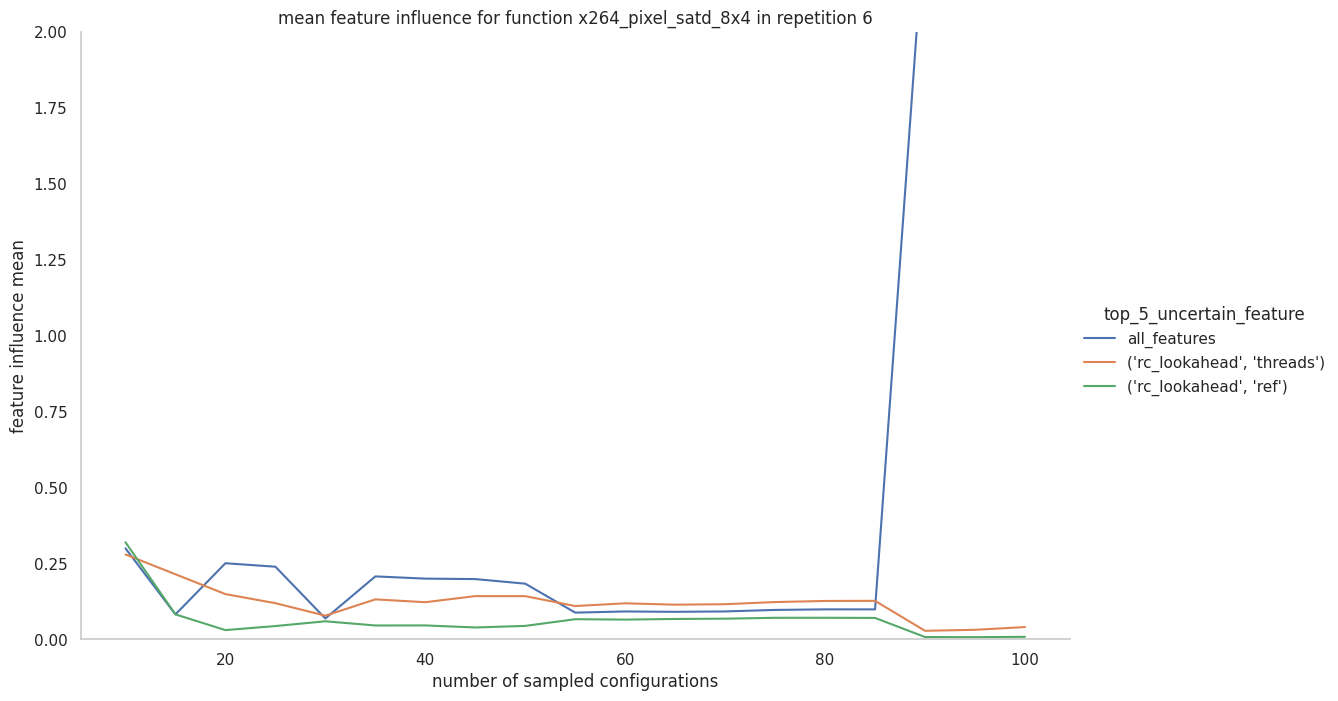 mean feature influence for function x264_pixel_satd_8x4 in repetition 6
2.00
1.75
1.50
1.25
1.00
0.75
0.50
0.25
0.00
feature influence mean
20
40
60
80
100
number of sampled configurations
top_5_uncertain_feature
all_features
('rc_lookahead', 'threads')
('rc_lookahead', 'ref')